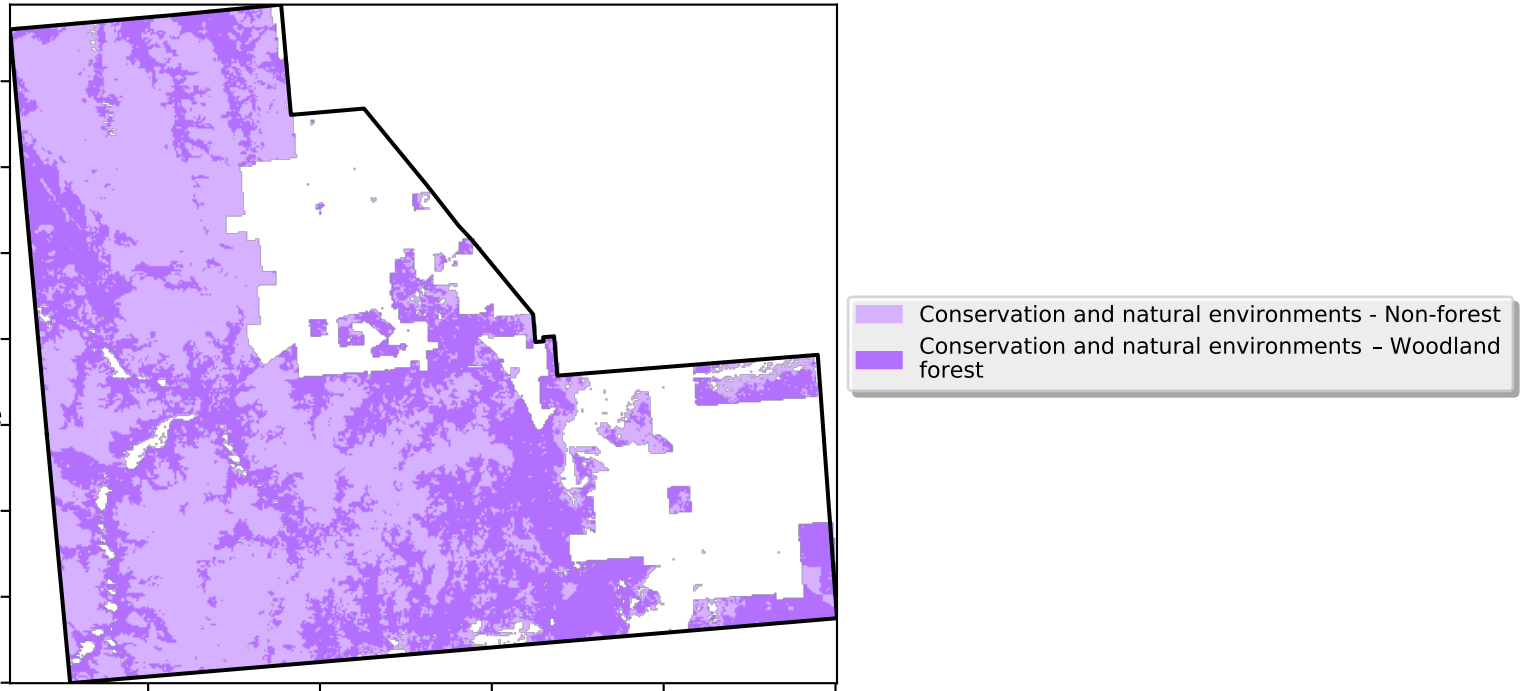 Conservation and natural environments - Non-forest
Conservation and natural environments – Woodland
forest